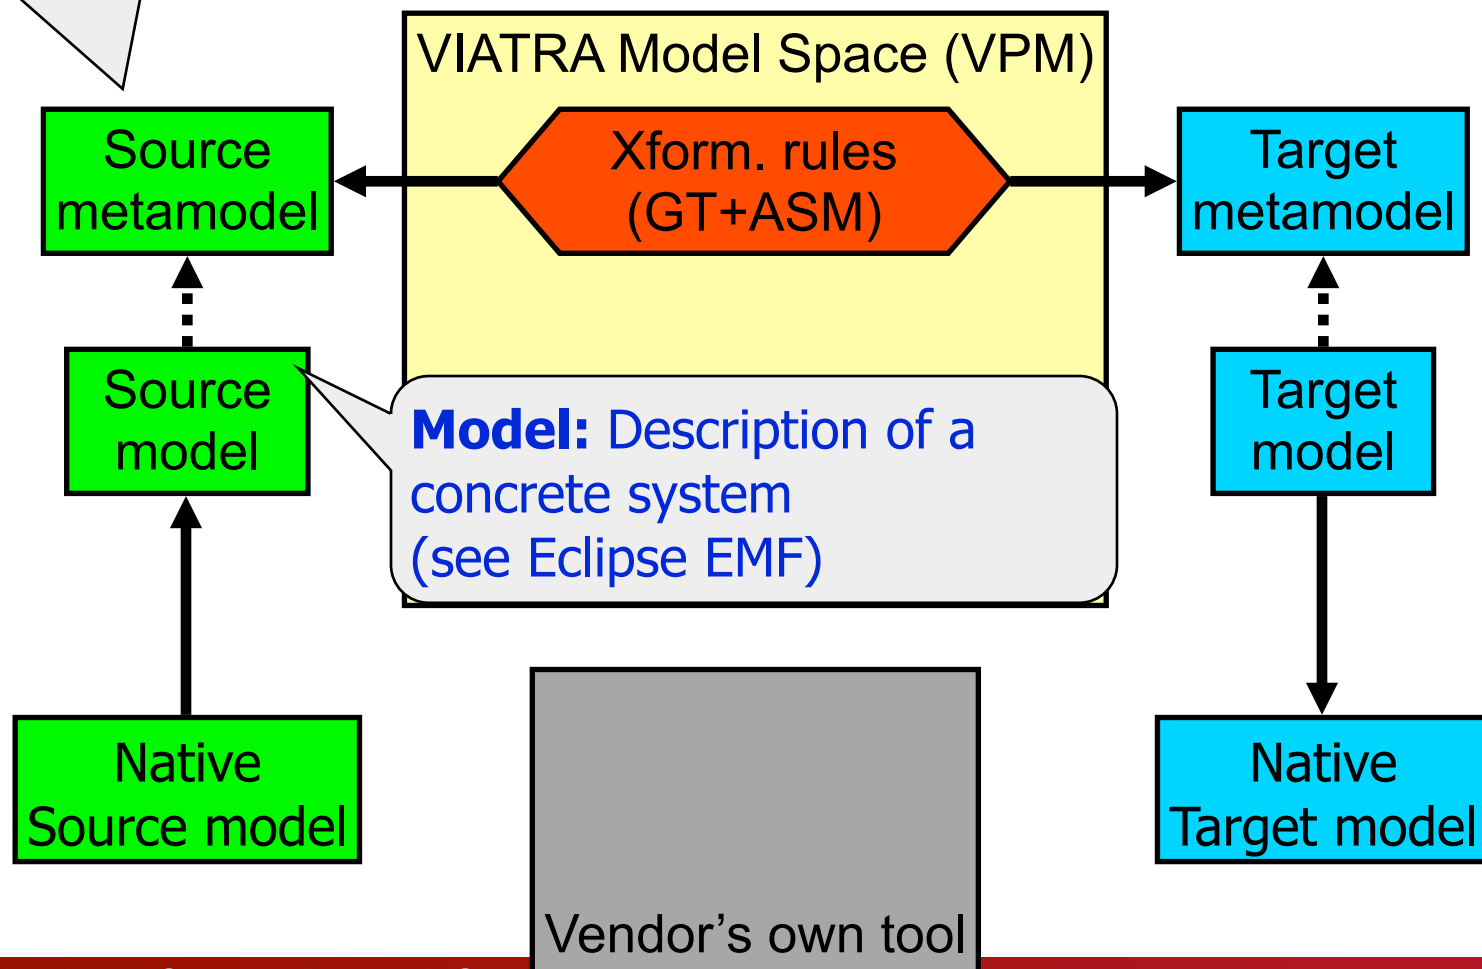 VIATRA Model Space (VPM)
Source
metamodel
Xform. rules
(GT+ASM)
Target
metamodel
Source
model
Model: Description of a
concrete system
(see Eclipse EMF)
Target
model
Native
Source model
Native
Target model
Vendor’s own tool